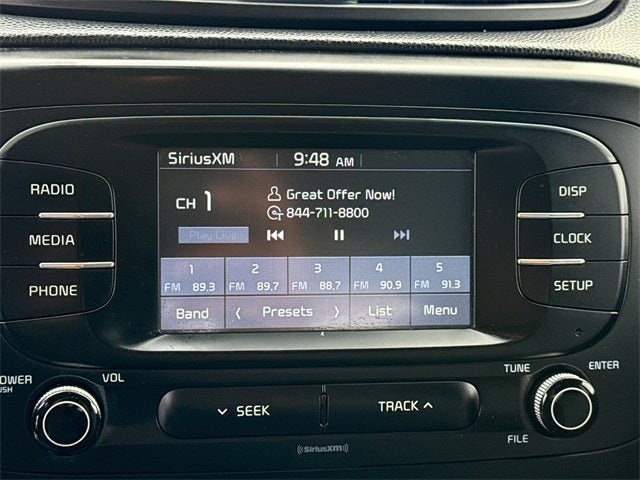 SiriusXM 9:48 AM
CH 1
Great Offer Now!
844-711-8800
Play Live
1 2 3 4 5
FM 89.3 FM 89.7 FM 88.7 FM 90.9 FM 91.3
Band Presets List Menu
RADIO
MEDIA
PHONE
DISP
CLOCK
SETUP
POWER
PUSH
VOL
SEEK
TRACK
TUNE
ENTER
FILE
SiriusXM